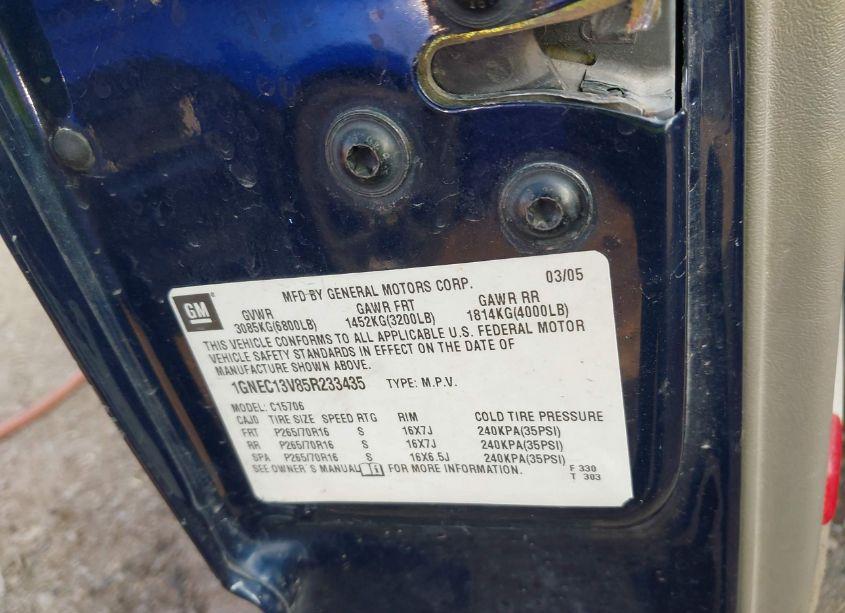 GM
MFD BY GENERAL MOTORS CORP. 03/05
GVWR GAWR FRT GAWR RR
3085KG(6800LB) 1452KG(3200LB) 1814KG(4000LB)
THIS VEHICLE CONFORMS TO ALL APPLICABLE U.S. FEDERAL MOTOR
VEHICLE SAFETY STANDARDS IN EFFECT ON THE DATE OF
MANUFACTURE SHOWN ABOVE.
1GNEC13V85R233435 TYPE: M.P.V.
MODEL: C15706
CAJD TIRE SIZE SPEED RTG RIM COLD TIRE PRESSURE
FRT P265/70R16 S 16X7J 240KPA(35PSI)
RR P265/70R16 S 16X7J 240KPA(35PSI)
SPA P265/70R16 S 16X6.5J 240KPA(35PSI)
SEE OWNER'S MANUAL FOR MORE INFORMATION.
F 330
T 303